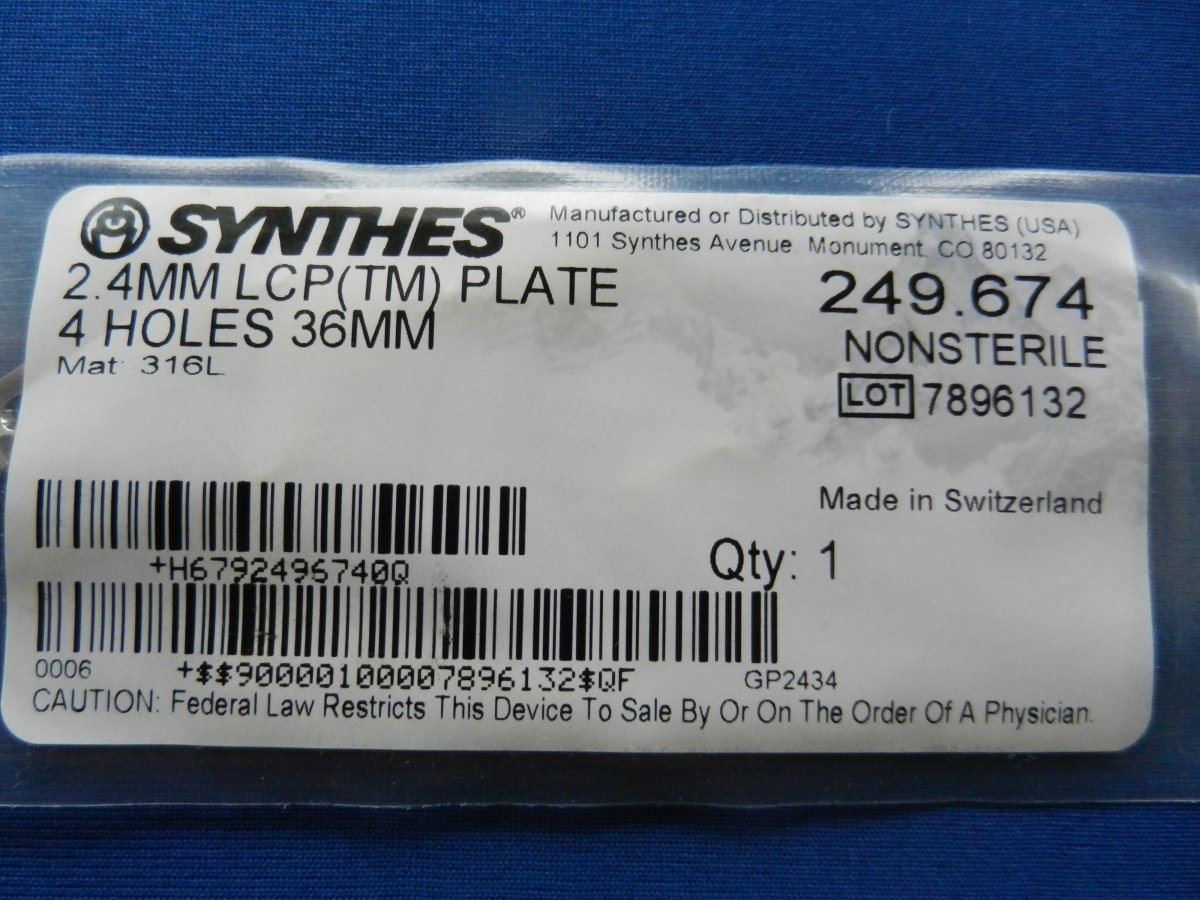 SYNTHES®
Manufactured or Distributed by SYNTHES (USA)
1101 Synthes Avenue Monument, CO 80132
2.4MM LCP(TM) PLATE
4 HOLES 36MM
Mat: 316L
249.674
NONSTERILE
LOT 7896132
Made in Switzerland
+H6792496740Q
Qty: 1
0006
+$$90000010007896132$QF
GP2434
CAUTION: Federal Law Restricts This Device To Sale By Or On The Order Of A Physician.